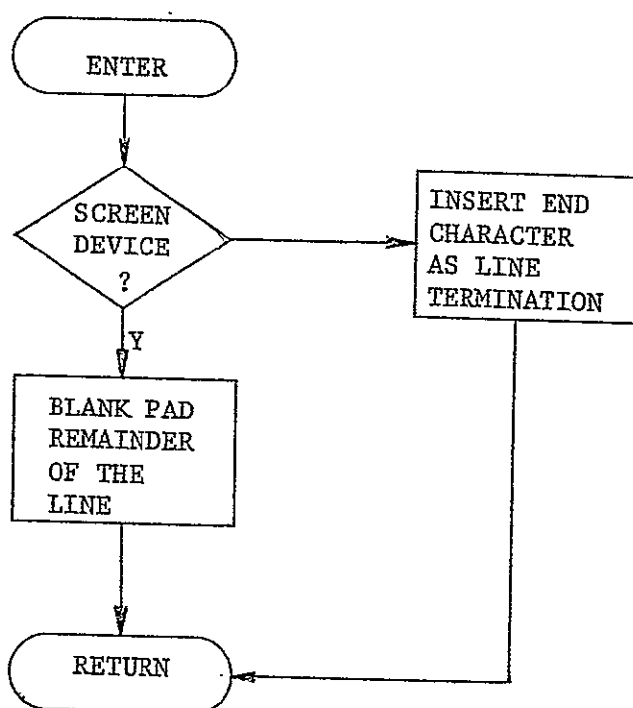 ENTER
SCREEN
DEVICE
?
INSERT END
CHARACTER
AS LINE
TERMINATION
Y
BLANK PAD
REMAINDER
OF THE
LINE
RETURN